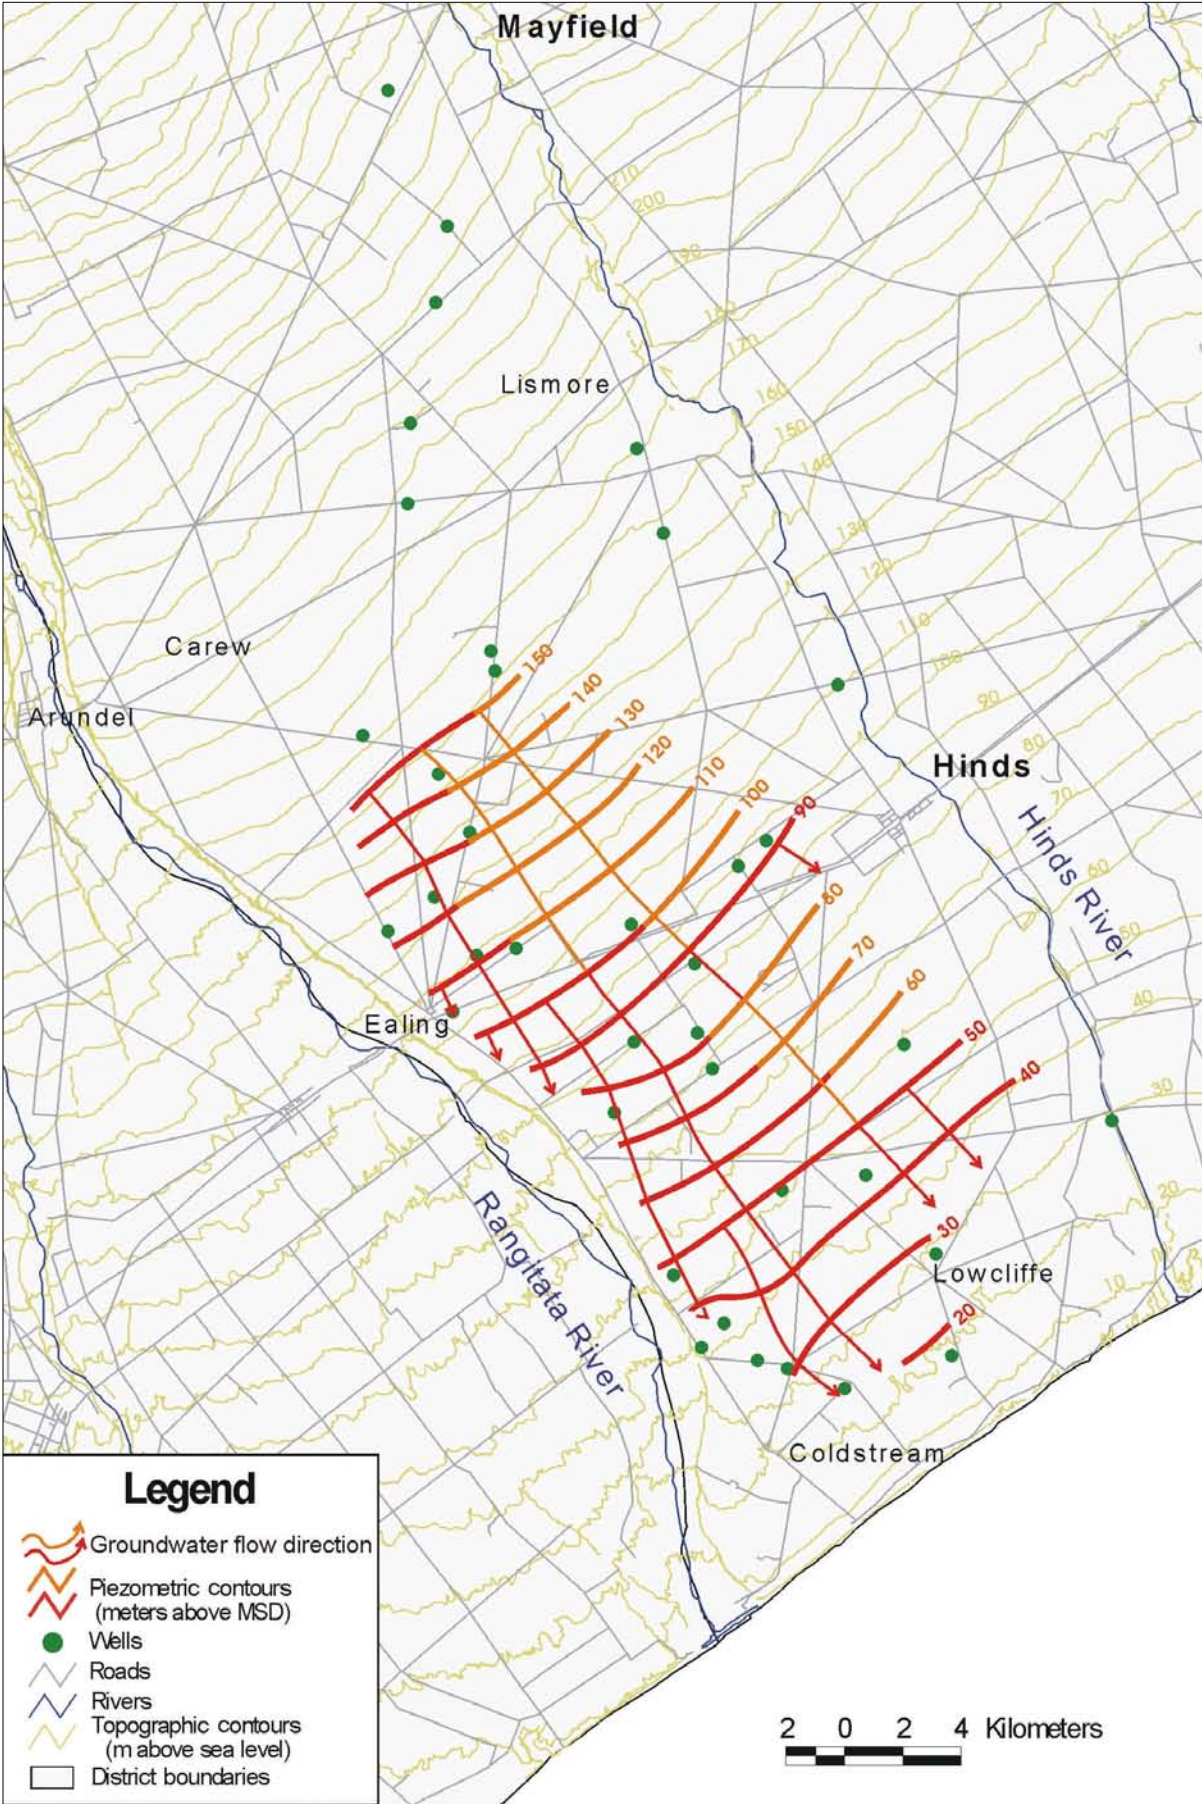 Mayfield
210
200
190
180
170
Lismore
160
150
140
130
120
110
100
90
80
70
60
50
40
30
20
10
Carew
Arundel
150
140
130
120
110
100
90
80
70
60
50
40
30
20
Hinds
Hinds River
Ealing
Rangitata River
Lowcliffe
Coldstream
Legend
Groundwater flow direction
Piezometric contours
(meters above MSD)
Wells
Roads
Rivers
Topographic contours
(m above sea level)
District boundaries
2 0 2 4 Kilometers